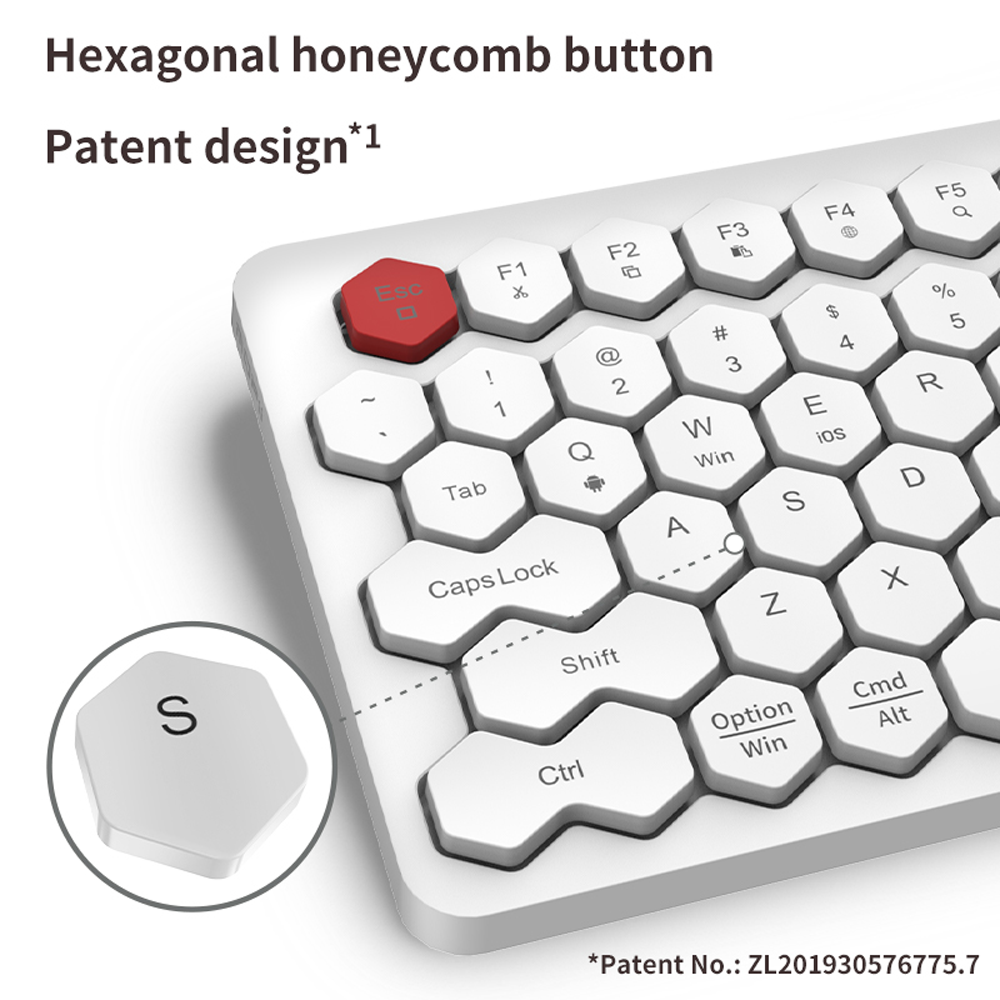 Hexagonal honeycomb button
Patent design*1
Esc F1 F2 F3 F4 F5
~ ! @ # $ %
` 1 2 3 4 5
Tab Q W E R
Win iOS
Caps Lock A S D
Shift Z X
Ctrl Option Cmd
Win Alt
S
*Patent No.: ZL201930576775.7